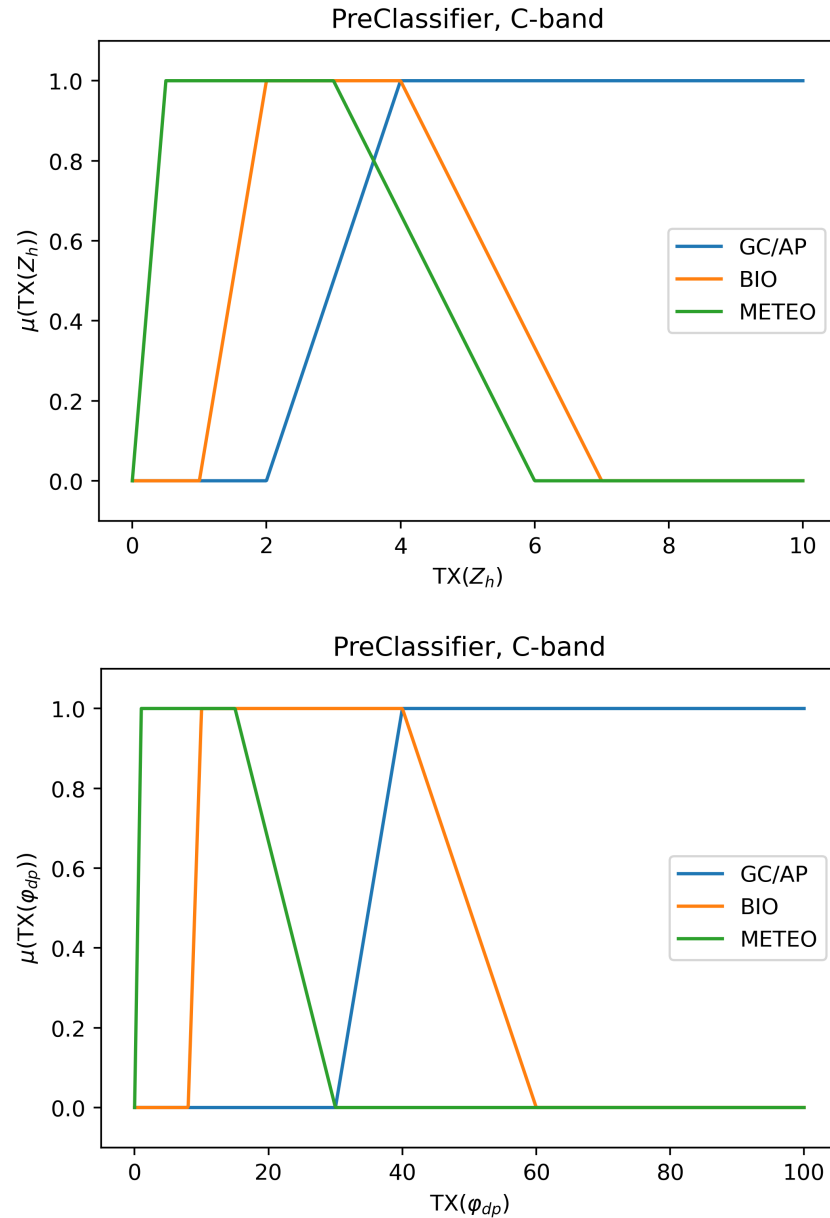 PreClassifier, C-band
1.0
0.8
0.6
0.4
0.2
0.0
μ(TX(Z_h))
GC/AP
BIO
METEO
0 2 4 6 8 10
TX(Z_h)
PreClassifier, C-band
1.0
0.8
0.6
0.4
0.2
0.0
μ(TX(φ_dp))
GC/AP
BIO
METEO
0 20 40 60 80 100
TX(φ_dp)